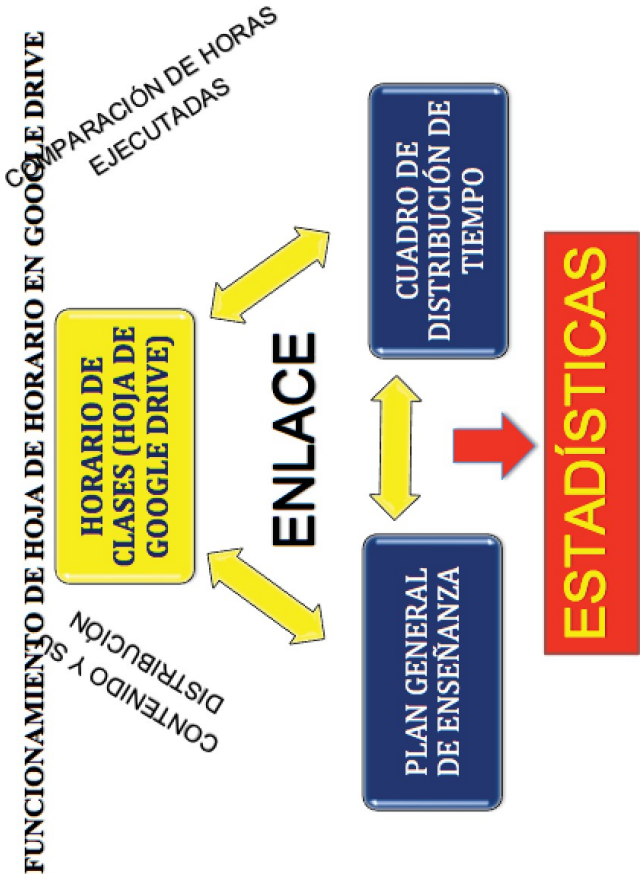 FUNCIONAMIENTO DE HOJA DE HORARIO EN GOOGLE DRIVE
CONTENIDO Y SU
DISTRIBUCIÓN
HORARIO DE
CLASES (HOJA DE
GOOGLE DRIVE)
COMPARACIÓN DE HORAS
EJECUTADAS
ENLACE
PLAN GENERAL
DE ENSEÑANZA
CUADRO DE
DISTRIBUCIÓN DE
TIEMPO
ESTADÍSTICAS